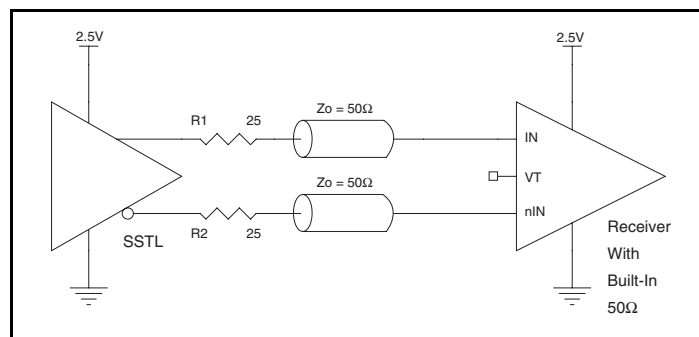 2.5V
2.5V
R1 25
Zo = 50Ω
IN
VT
Zo = 50Ω
nIN
SSTL
R2 25
Receiver
With
Built-In
50Ω